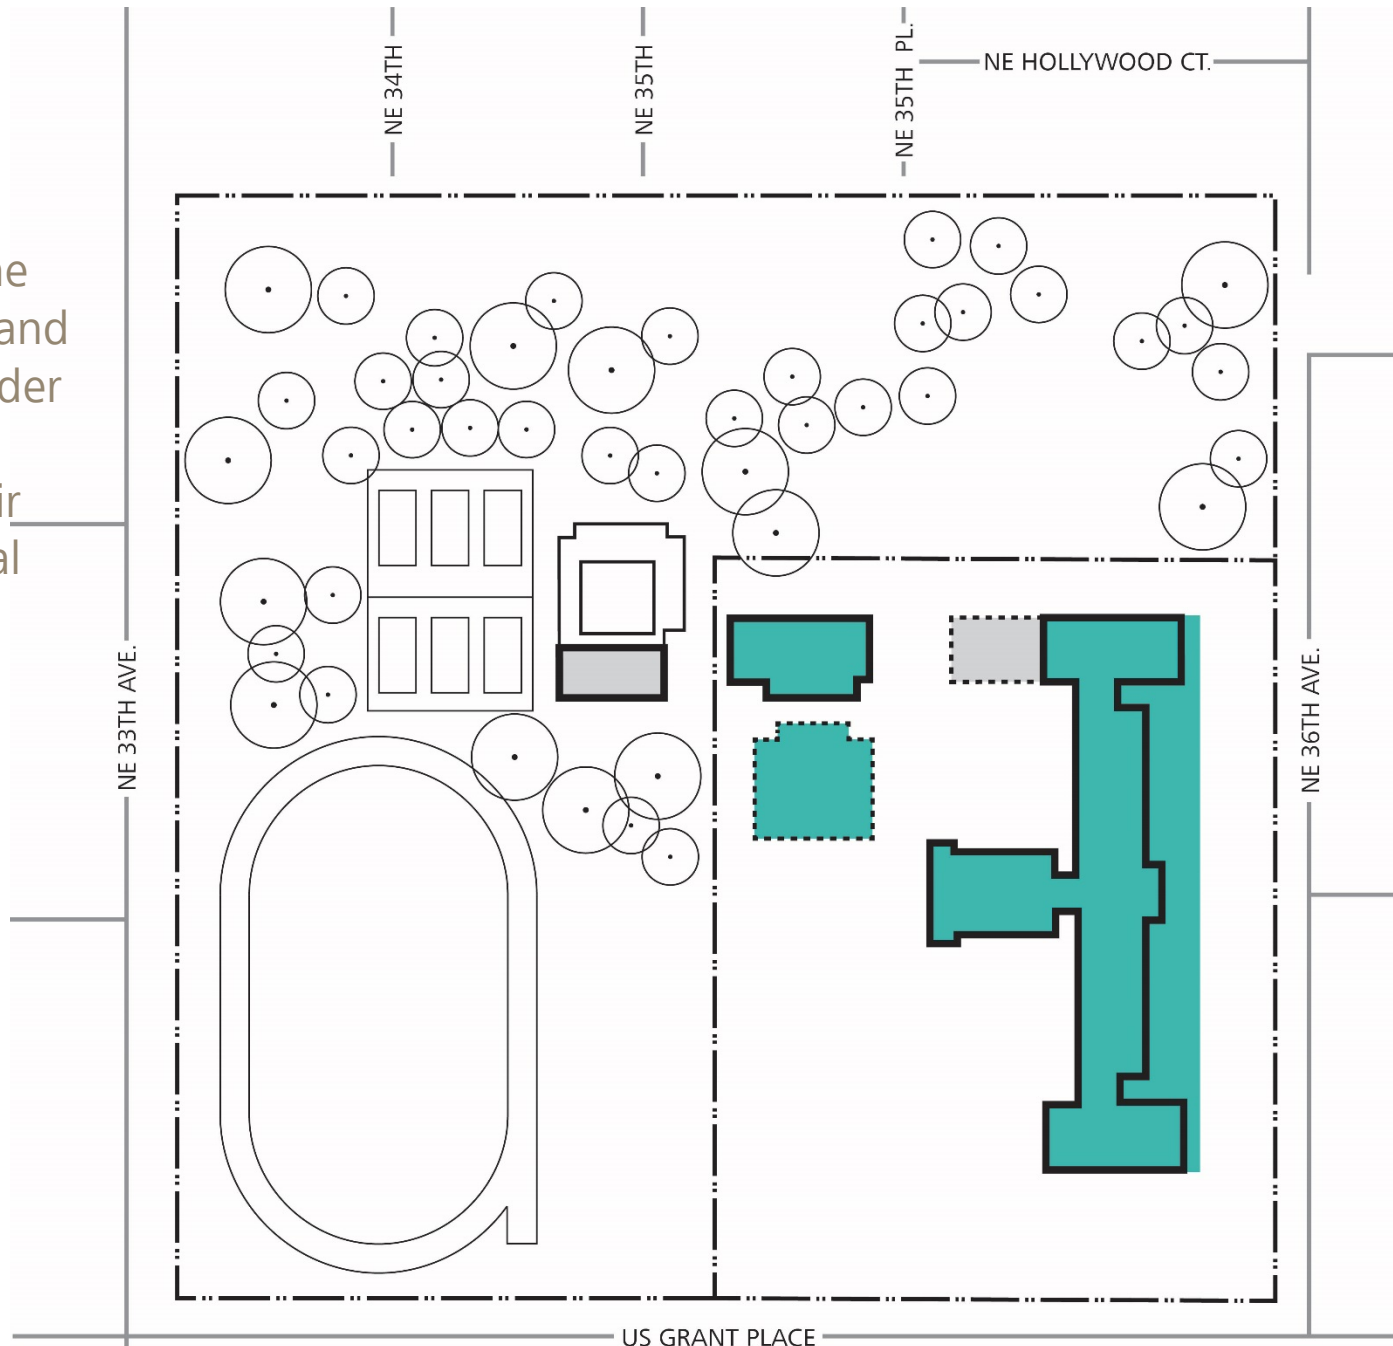 NE 34TH
NE 35TH
NE 35TH PL.
NE HOLLYWOOD CT.
and
NE 33TH AVE.
NE 36TH AVE.
US GRANT PLACE